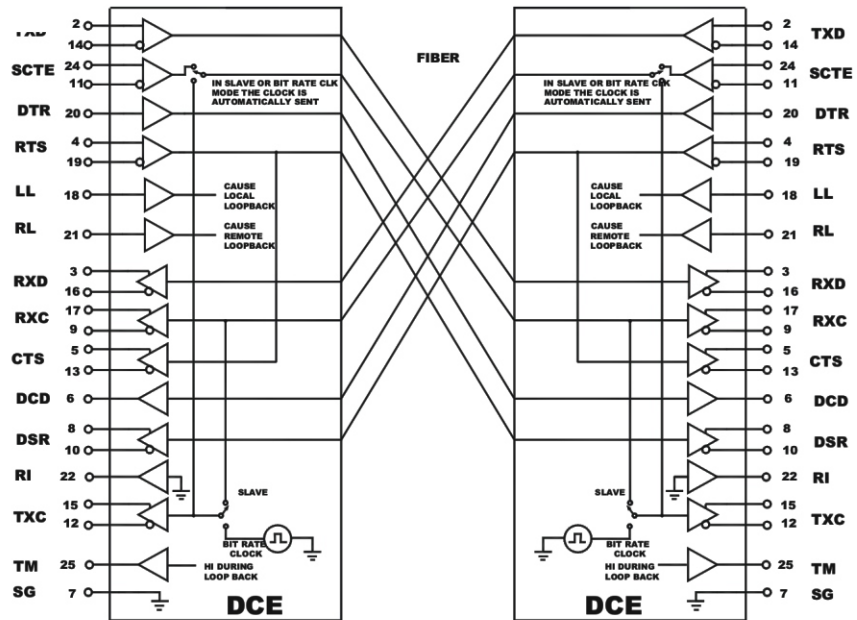 2
14
24
SCTE
11
DTR 20
4
RTS
19
LL 18
RL 21
3
RXD
16
17
RXC
9
5
CTS
13
DCD 6
8
DSR
10
RI 22
15
TXC
12
TM 25
SG 7
IN SLAVE OR BIT RATE CLK
MODE THE CLOCK IS
AUTOMATICALLY SENT
CAUSE
LOCAL
LOOPBACK
CAUSE
REMOTE
LOOPBACK
SLAVE
BIT RATE
CLOCK
HI DURING
LOOP BACK
DCE
FIBER
IN SLAVE OR BIT RATE CLK
MODE THE CLOCK IS
AUTOMATICALLY SENT
CAUSE
LOCAL
LOOPBACK
CAUSE
REMOTE
LOOPBACK
SLAVE
BIT RATE
CLOCK
HI DURING
LOOP BACK
DCE
2
TXD
14
24
SCTE
11
20 DTR
4
RTS
19
18 LL
21 RL
3
RXD
16
17
RXC
9
5
CTS
13
6 DCD
8
DSR
10
22 RI
15
TXC
12
25 TM
7 SG